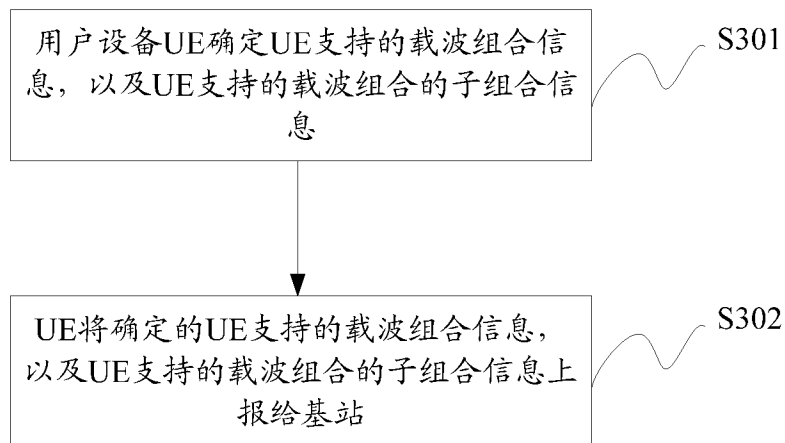 用户设备UE确定UE支持的载波组合信
息，以及UE支持的载波组合的子组合信
息
S301
UE将确定的UE支持的载波组合信息，
以及UE支持的载波组合的子组合信息上
报给基站
S302